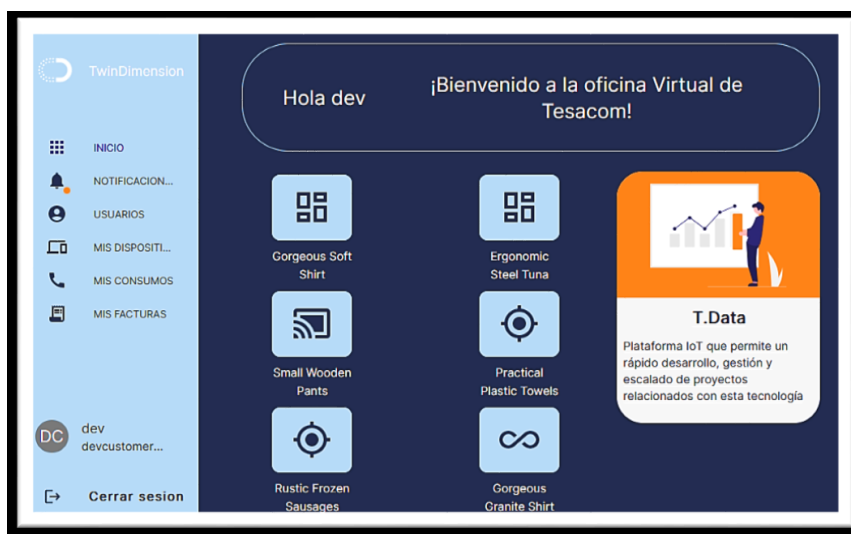 TwinDimension
INICIO
NOTIFICACION...
USUARIOS
MIS DISPOSITI...
MIS CONSUMOS
MIS FACTURAS
DC
dev
devcustomer...
Cerrar sesion
Hola dev
¡Bienvenido a la oficina Virtual de
Tesacom!
Gorgeous Soft
Shirt
Ergonomic
Steel Tuna
Small Wooden
Pants
Practical
Plastic Towels
Rustic Frozen
Sausages
Gorgeous
Granite Shirt
T.Data
Plataforma IoT que permite un
rápido desarrollo, gestión y
escalado de proyectos
relacionados con esta tecnología